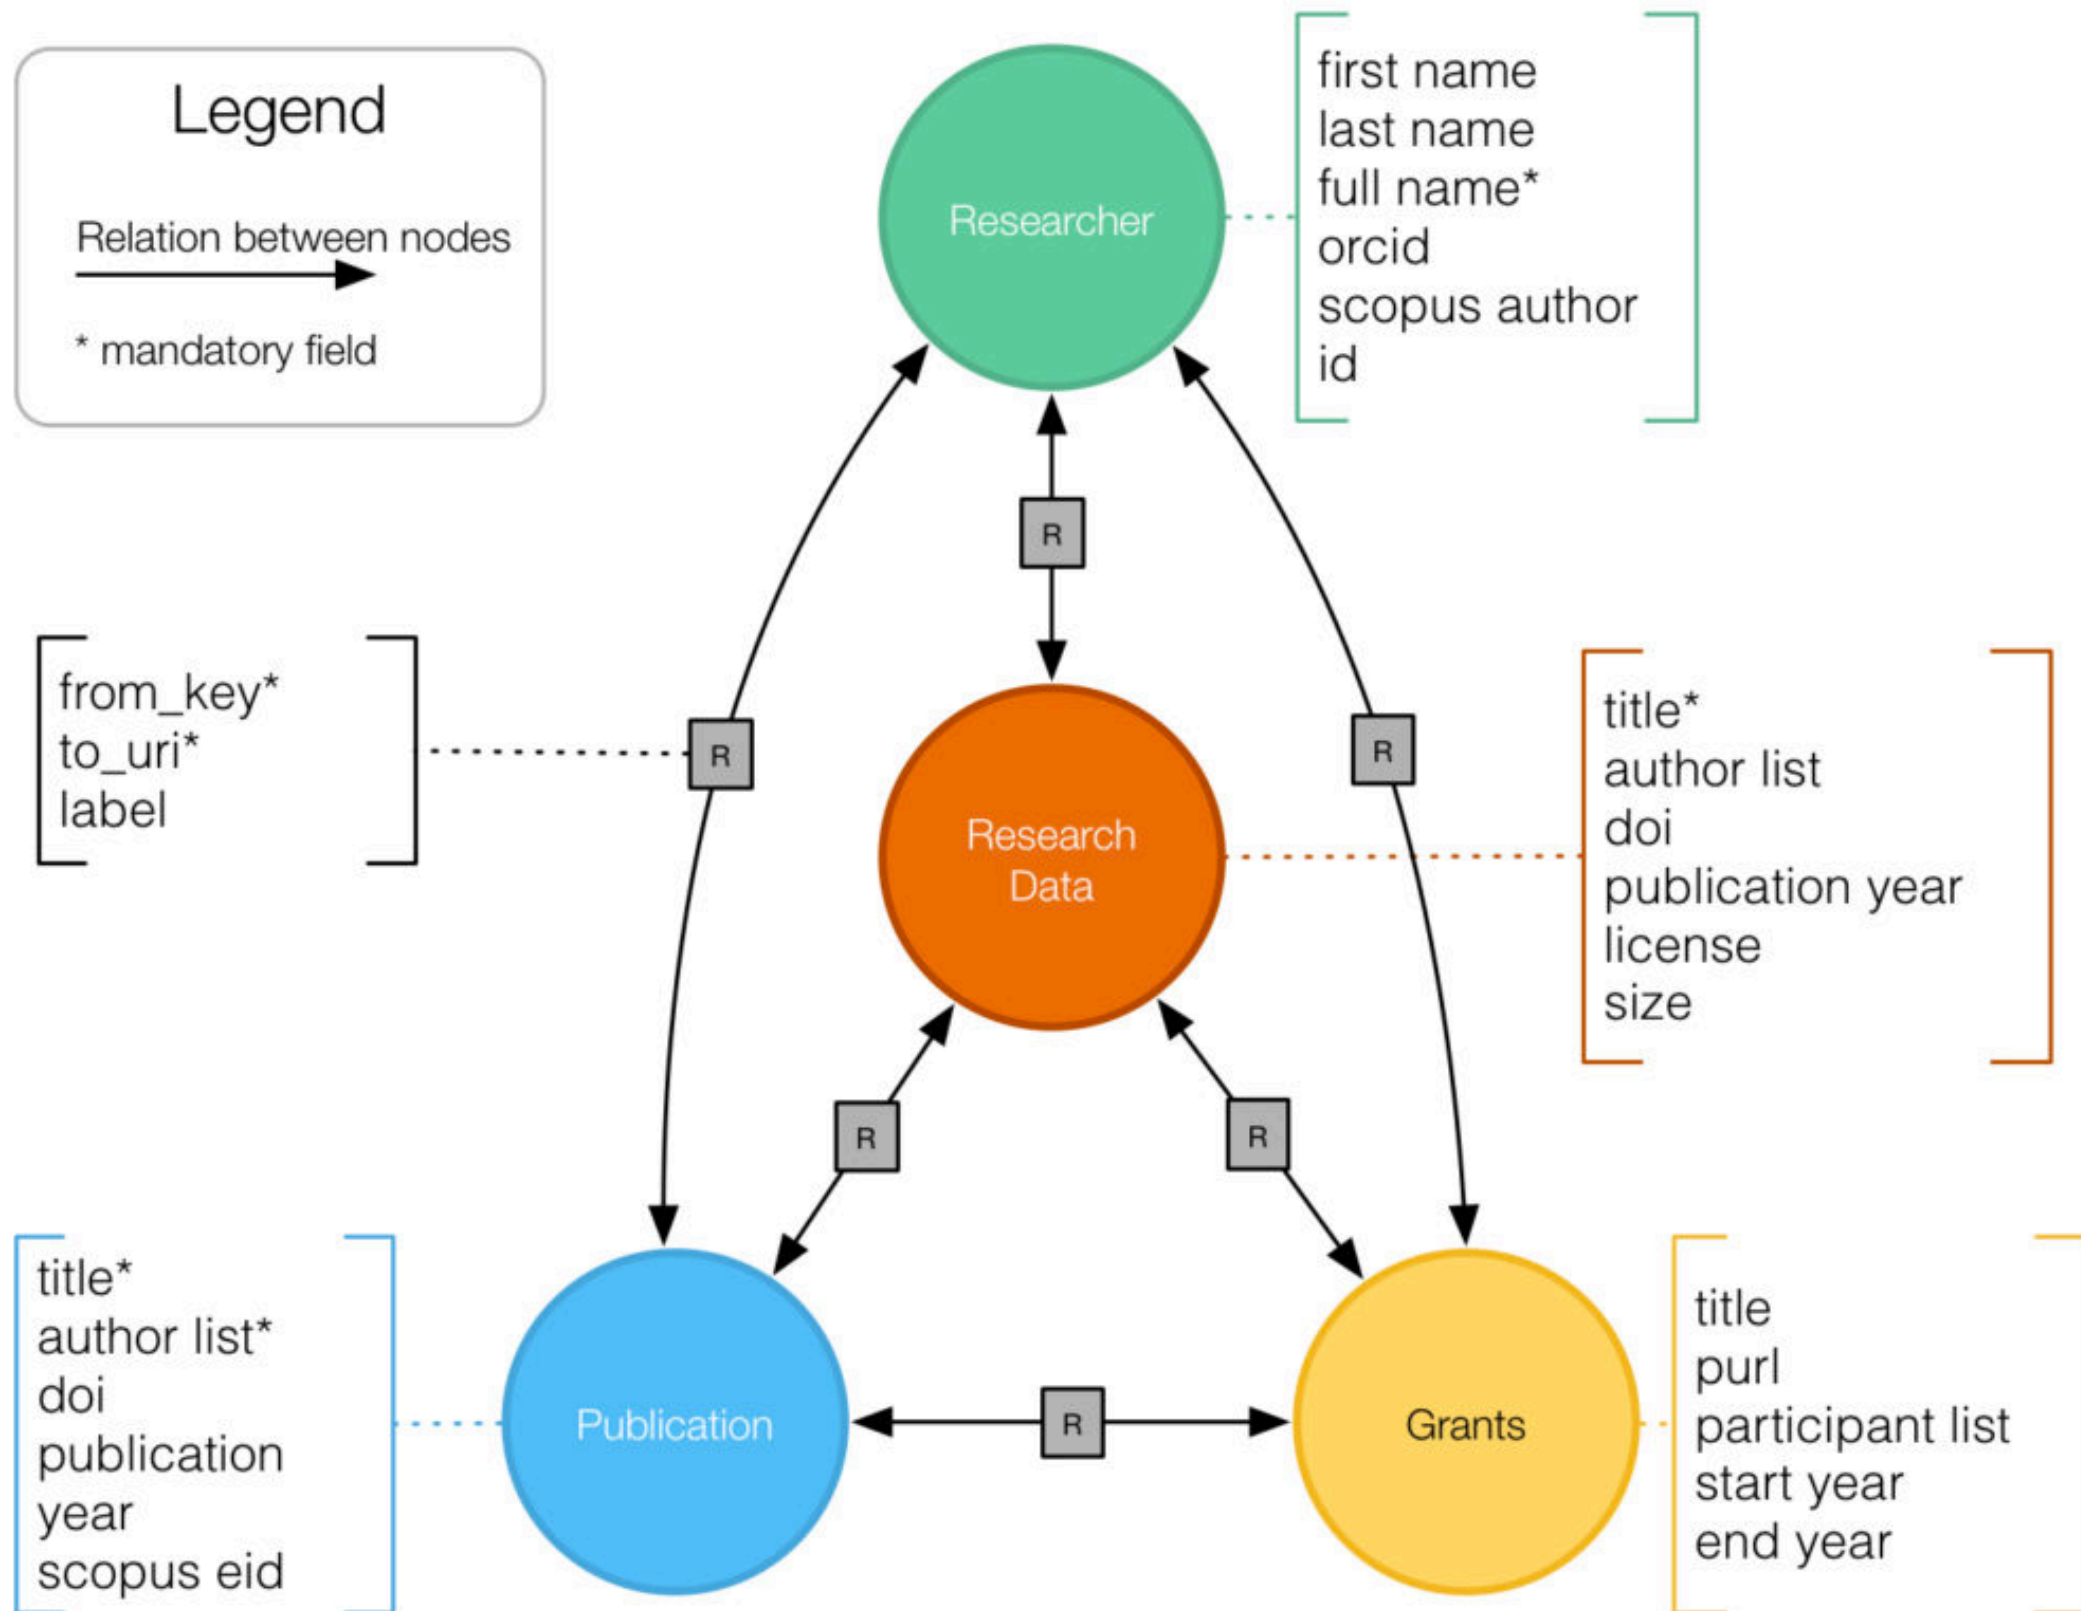 Legend
Relation between nodes
* mandatory field
Researcher
first name
last name
full name*
orcid
scopus author
id
R
from_key*
to_uri*
label
R
R
Research
Data
title*
author list
doi
publication year
license
size
R
R
title*
author list*
doi
publication
year
scopus eid
Publication
R
Grants
title
purl
participant list
start year
end year